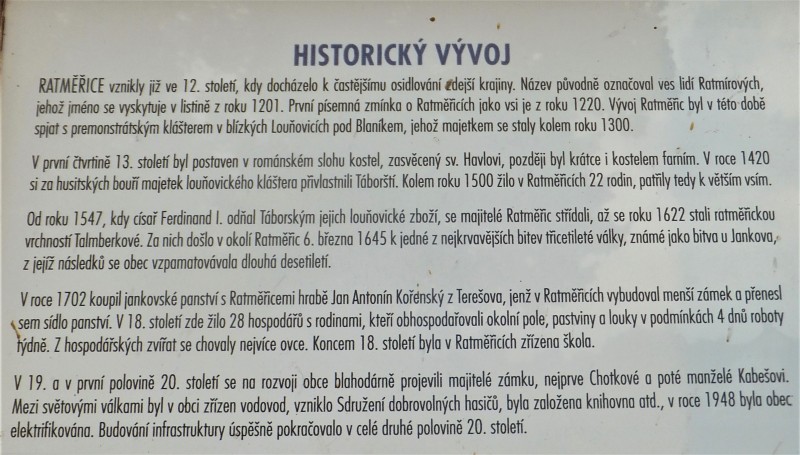 HISTORICKÝ VÝVOJ
RATMĚŘICE vznikly již ve 12. století, kdy docházelo k častějšímu osidlování zdejší krajiny. Název původně označoval ves lidí Ratmírových,
jehož jméno se vyskytuje v listině z roku 1201. První písemná zmínka o Ratměřicích jako vsi je z roku 1220. Vývoj Ratměřic byl v této době
spjat s premonstrátským klášterem v blízkých Louňovicích pod Blaníkem, jehož majetkem se staly kolem roku 1300.
V první čtvrtině 13. století byl postaven v románském slohu kostel, zasvěcený sv. Havlovi, později byl krátce i kostelem farním. V roce 1420
si za husitských bouří majetek louňovického kláštera přivlastnili Táborští. Kolem roku 1500 žilo v Ratměřicích 22 rodin, patřily tedy k větším vsím.
Od roku 1547, kdy císař Ferdinand I. odňal Táborským jejich louňovické zboží, se majitelé Ratměřic střídali, až se roku 1622 stali ratměřickou
vrchností Talmberkové. Za nich došlo v okolí Ratměřic 6. března 1645 k jedné z nejkrvavějších bitev třicetileté války, známé jako bitva u Jankova,
z jejíž následků se obec vzpamatovávala dlouhá desetiletí.
V roce 1702 koupil jankovské panství s Ratměřicemi hrabě Jan Antonín Kořenský z Terešova, jenž v Ratměřicích vybudoval menší zámek a přenesl
sem sídlo panství. V 18. století zde žilo 28 hospodářů s rodinami, kteří obhospodařovali okolní pole, pastviny a louky v podmínkách 4 dnů roboty
týdně. Z hospodářských zvířat se chovaly nejvíce ovce. Koncem 18. století byla v Ratměřicích zřízena škola.
V 19. a v první polovině 20. století se na rozvoji obce blahodárně projevili majitelé zámku, nejprve Chotkové a poté manželé Kabešovi.
Mezi světovými válkami byl v obci zřízen vodovod, vzniklo Sdružení dobrovolných hasičů, byla založena knihovna atd., v roce 1948 byla obec
elektrifikována. Budování infrastruktury úspěšně pokračovalo v celé druhé polovině 20. století.